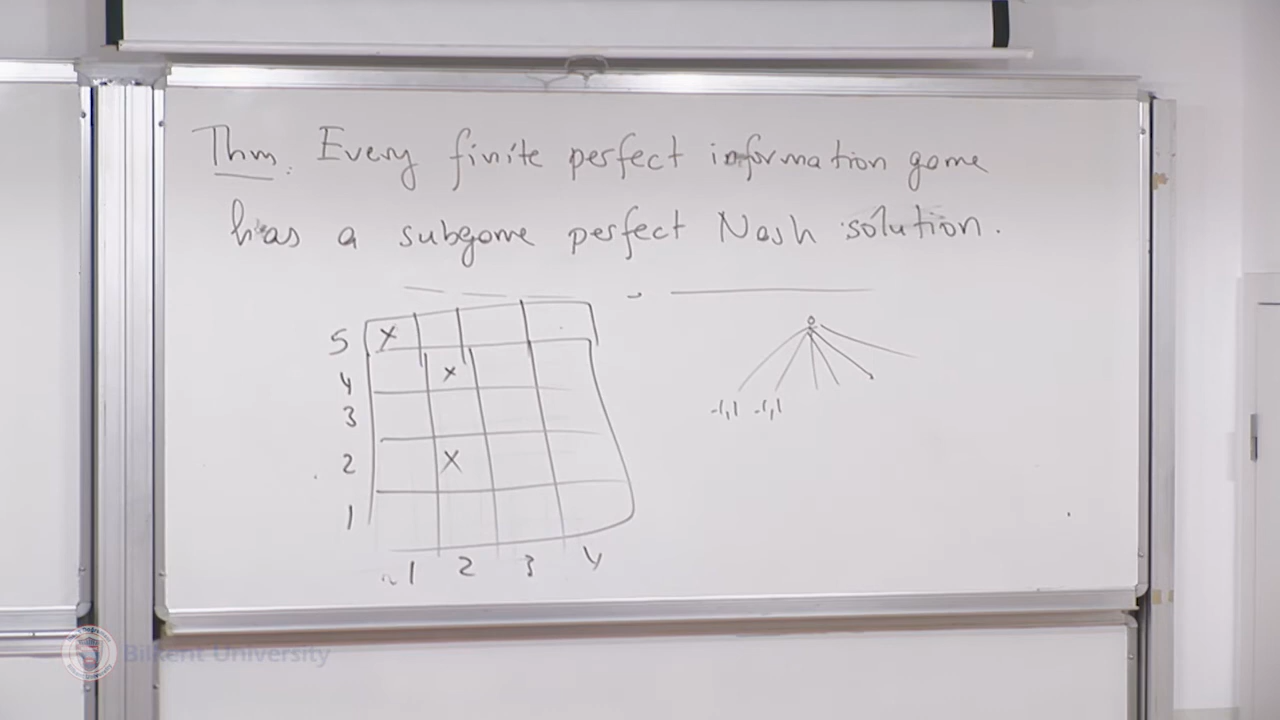 Thm. Every finite perfect information game
has a subgame perfect Nash solution.
5 X
4 X
3
2 X
1
1 2 3 4
0
-1,1 -1,1
Bilkent University